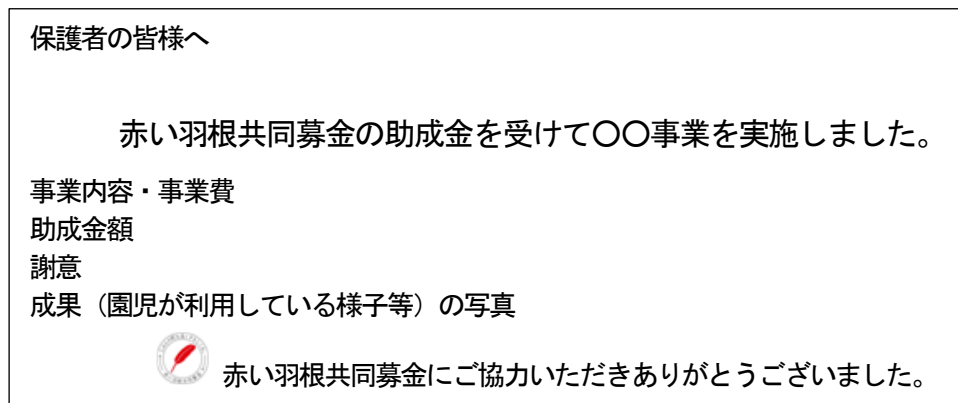 保護者の皆様へ
赤い羽根共同募金の助成金を受けて〇〇事業を実施しました。
事業内容・事業費
助成金額
謝意
成果（園児が利用している様子等）の写真
赤い羽根共同募金にご協力いただきありがとうございました。